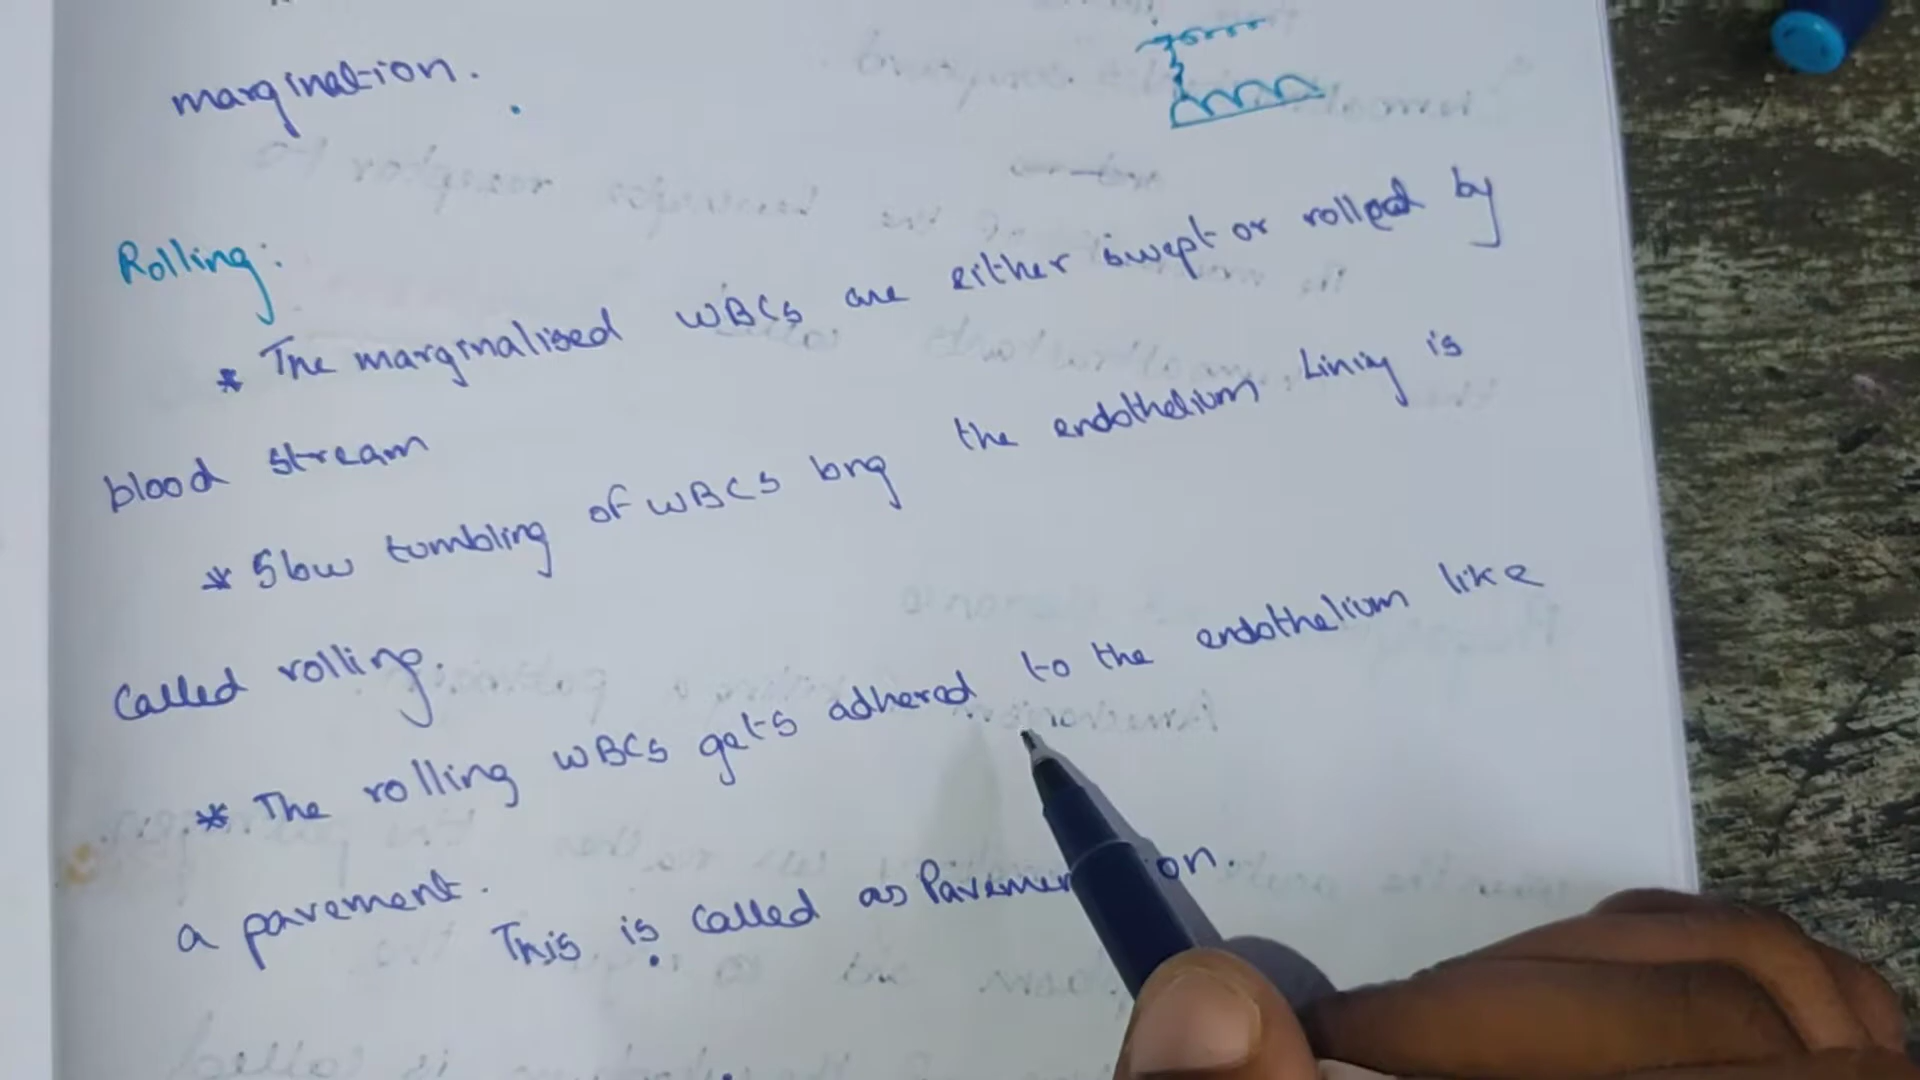 margination.
Rolling:
* The marginalised WBCs are either swept or rolled by
blood stream
* Slow tumbling of WBCs long the endothelium Lining is
Called rolling.
* The rolling WBCs gets adhered to the endothelium like
a pavement.
This is called as